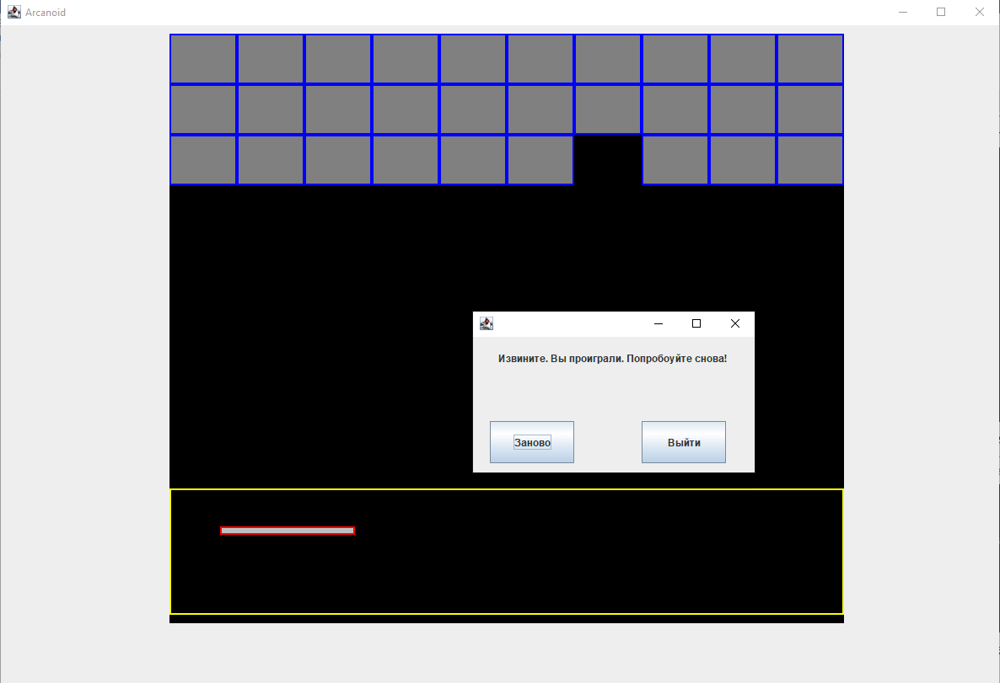 Arcanoid
Извините. Вы проиграли. Попробоуйте снова!
Заново
Выйти